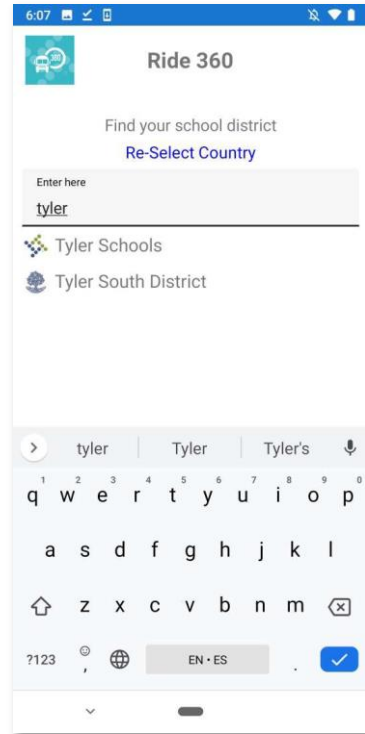 6:07
Ride 360
Find your school district
Re-Select Country
Enter here
tyler
Tyler Schools
Tyler South District
tyler Tyler Tyler's
1 2 3 4 5 6 7 8 9 0
q w e r t y u i o p
a s d f g h j k l
z x c v b n m
?123 , EN • ES .